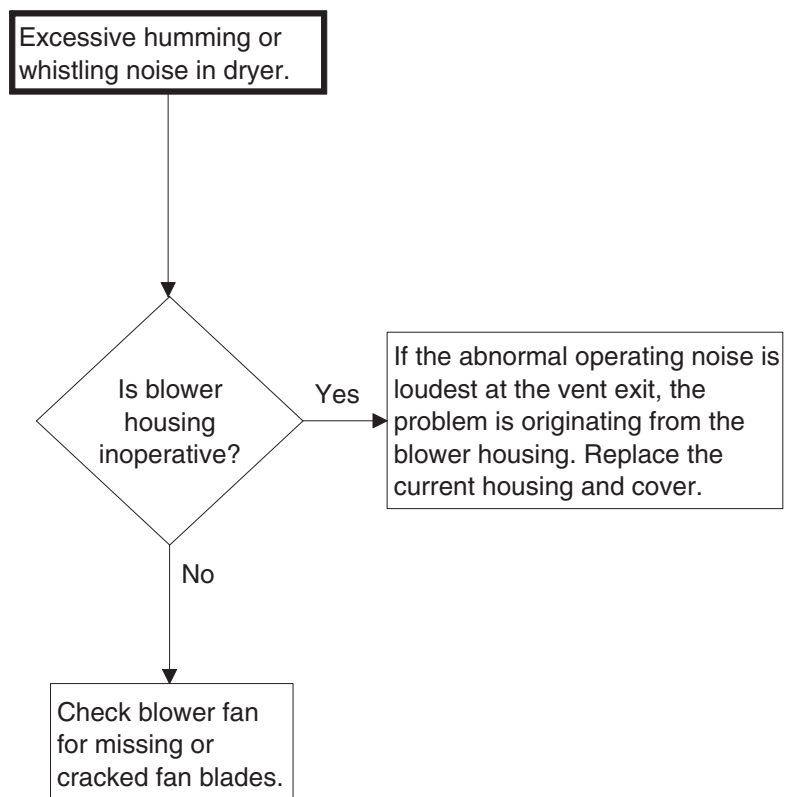 Excessive humming or
whistling noise in dryer.
Is blower
housing
inoperative?
Yes
If the abnormal operating noise is
loudest at the vent exit, the
problem is originating from the
blower housing. Replace the
current housing and cover.
No
Check blower fan
for missing or
cracked fan blades.